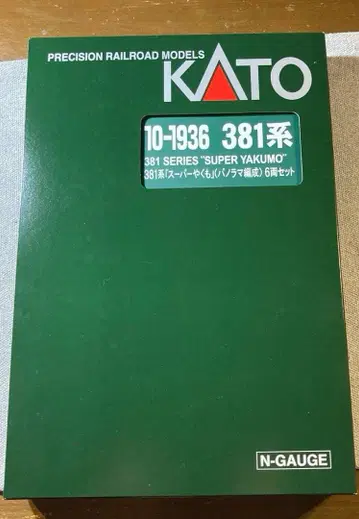 PRECISION RAILROAD MODELS
KATO
10-1936 381系
381 SERIES "SUPER YAKUMO"
381系「スーパーやくも」(パノラマ編成) 6両セット
N-GAUGE